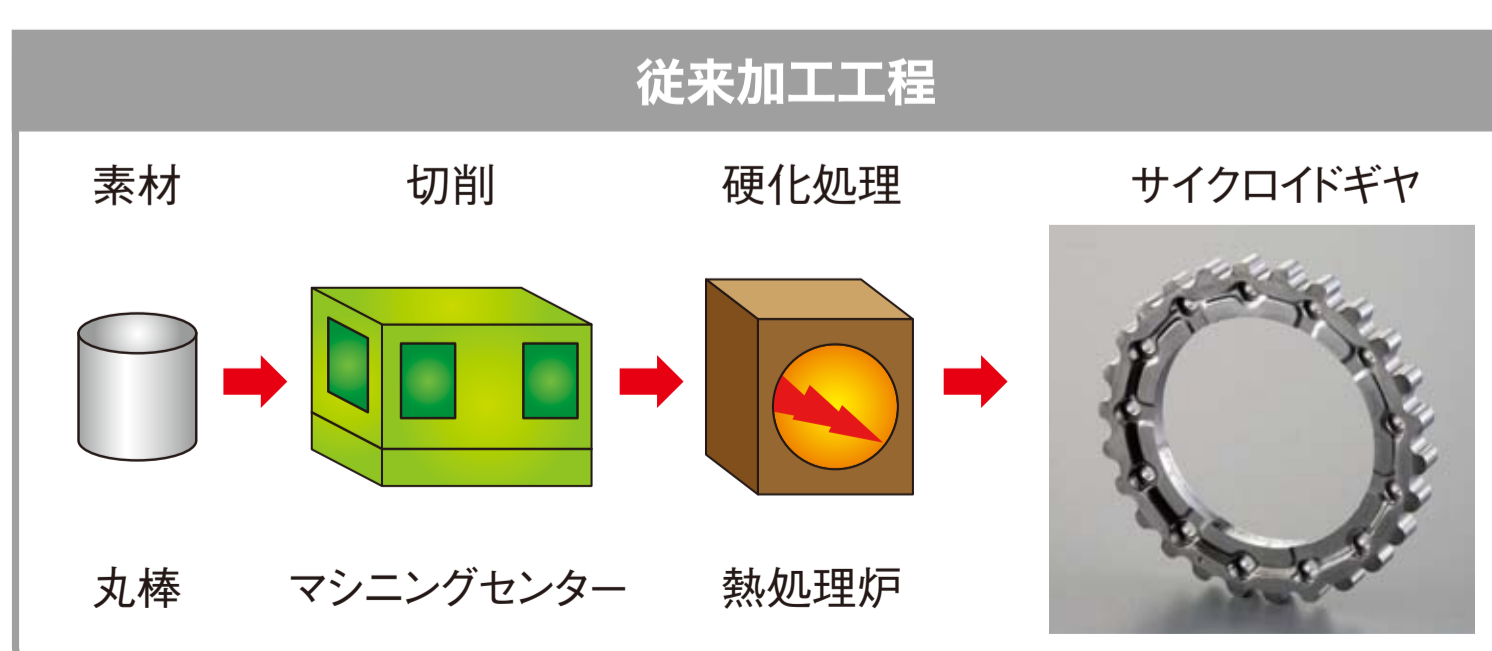 従来加工工程
素材
切削
硬化処理
サイクロイドギヤ
丸棒
マシニングセンター
熱処理炉